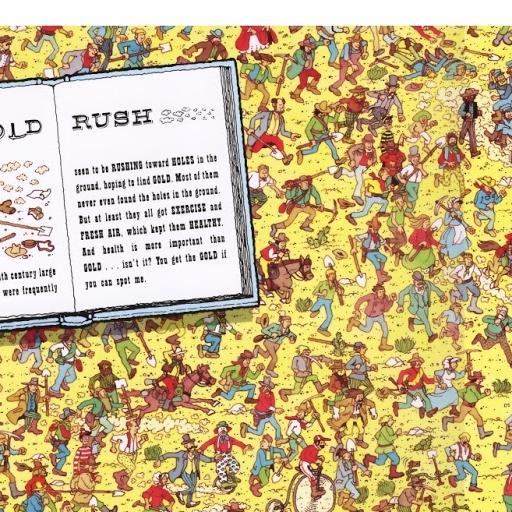 OLD RUSH
seen to be RUSHING toward HOLES in the
ground, hoping to find GOLD. Most of them
never even found the holes in the ground.
But at least they all got EXERCISE and
FRESH AIR, which kept them HEALTHY.
And health is more important than
GOLD . . . isn't it? You get the GOLD if
you can spot me.
th century large
were frequently